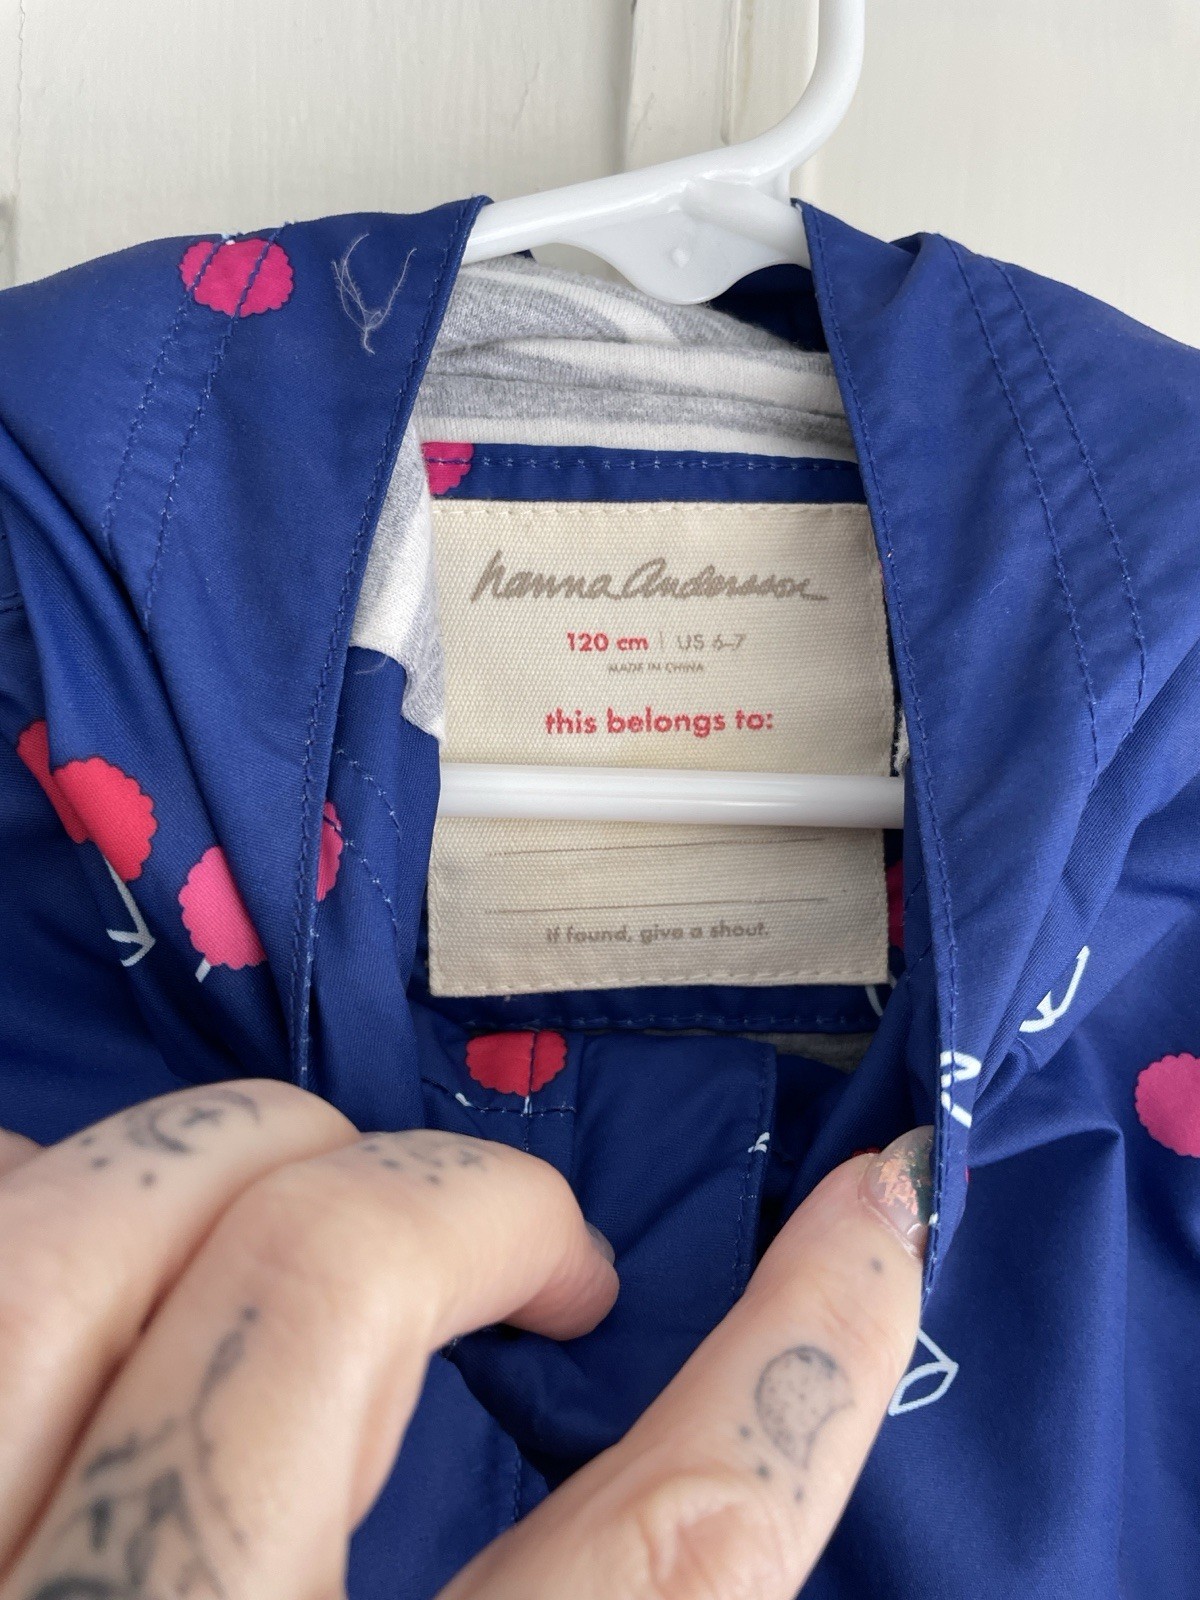 hanna Andersson
120 cm | US 6–7
MADE IN CHINA
this belongs to:
if found, give a shout.